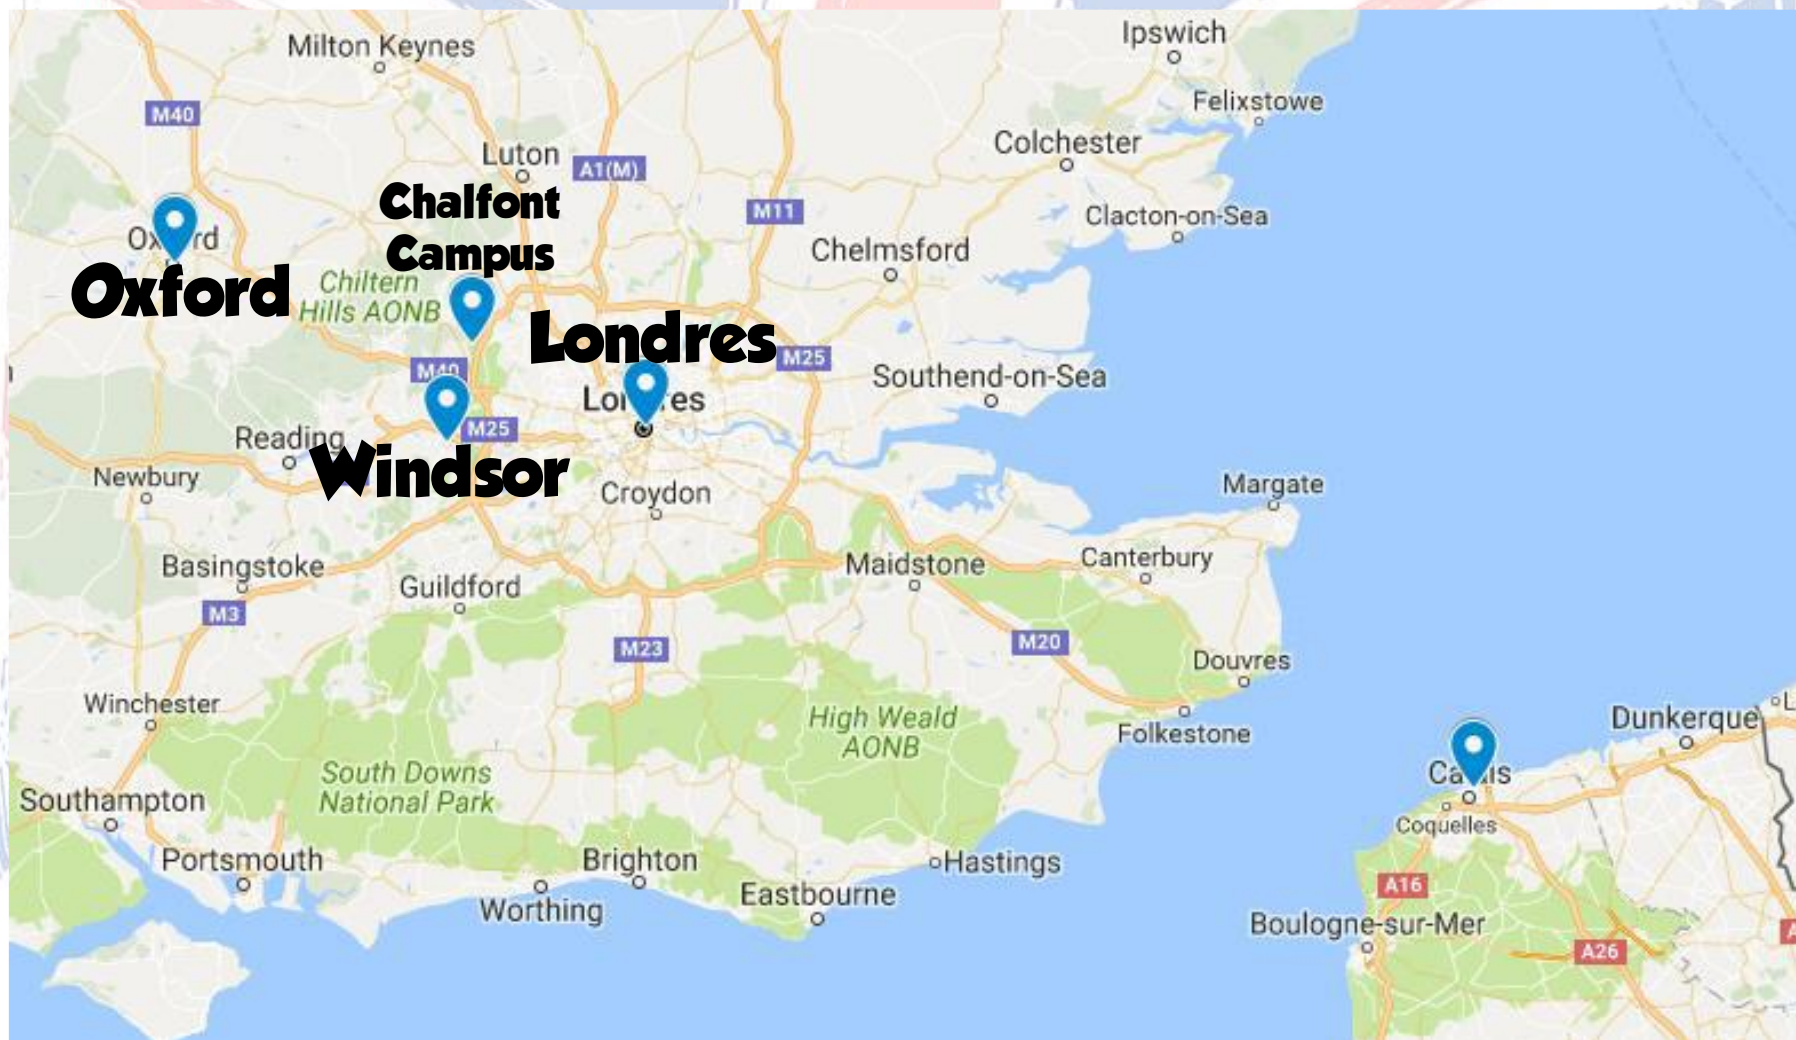 Milton Keynes
Ipswich
Felixstowe
M40
Colchester
Luton
A1(M)
Chalfont
Campus
M11
Clacton-on-Sea
Oxford
Chelmsford
Oxford
Chiltern
Hills AONB
Londres
M25
M40
Southend-on-Sea
Londres
M25
Reading
Windsor
Newbury
Croydon
Margate
Basingstoke
Guildford
Maidstone
Canterbury
M3
M23
M20
Douvres
Winchester
High Weald
AONB
Folkestone
Dunkerque
South Downs
National Park
Calais
Southampton
Coquelles
Portsmouth
Brighton
Hastings
A16
Eastbourne
Worthing
Boulogne-sur-Mer
A26